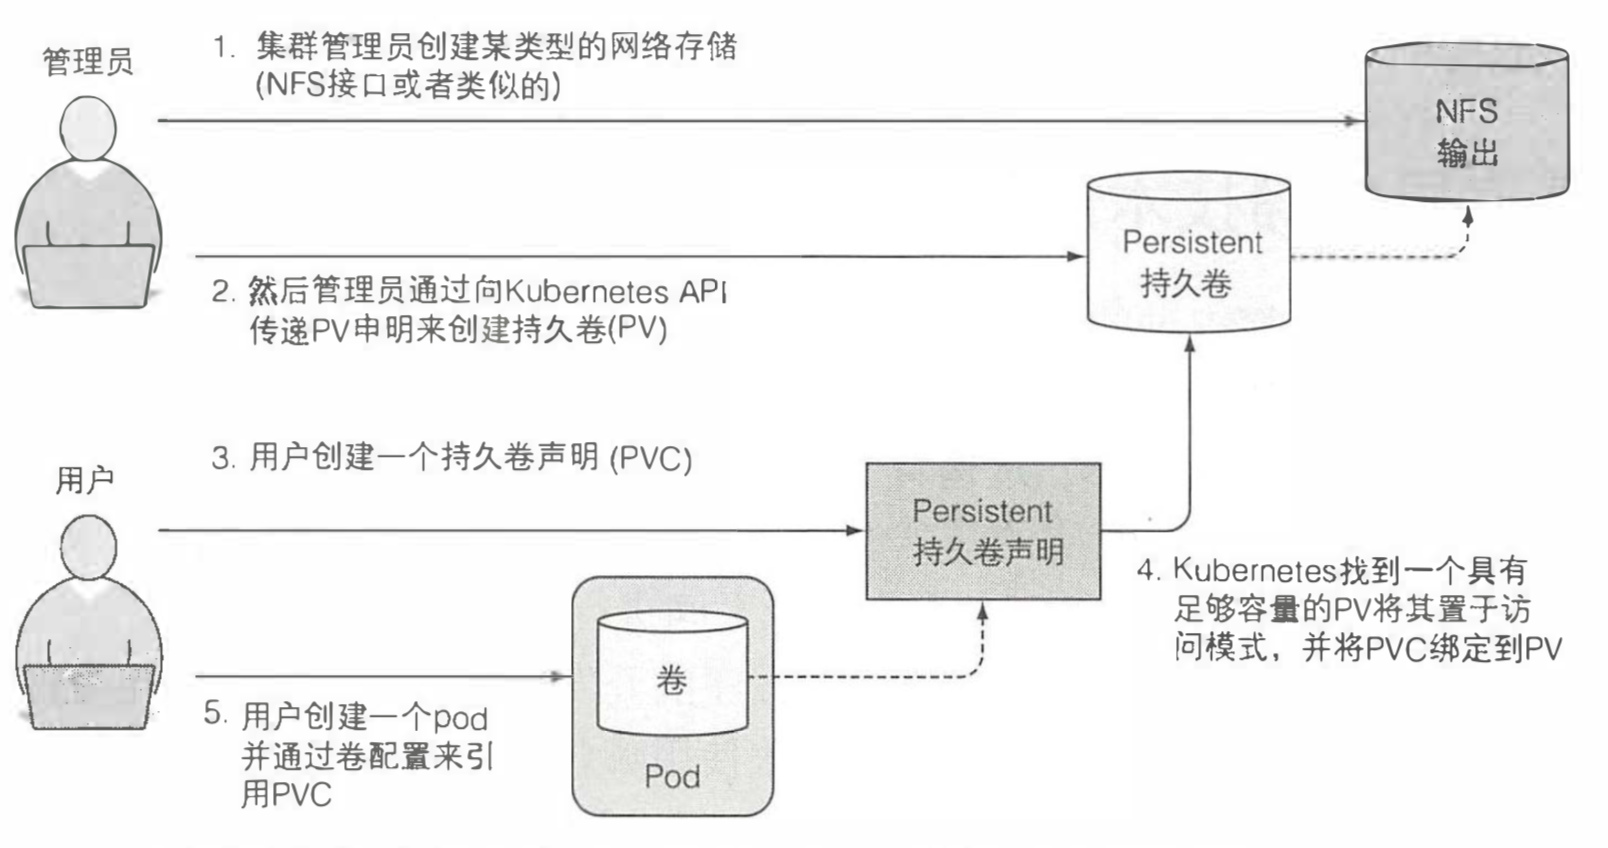 管理员
1. 集群管理员创建某类型的网络存储
(NFS接口或者类似的)
NFS
输出
Persistent
持久卷
2. 然后管理员通过向Kubernetes API
传递PV申明来创建持久卷(PV)
用户
3. 用户创建一个持久卷声明 (PVC)
Persistent
持久卷声明
4. Kubernetes找到一个具有
足够容量的PV将其置于访
问模式，并将PVC绑定到PV
卷
Pod
5. 用户创建一个pod
并通过卷配置来引
用PVC